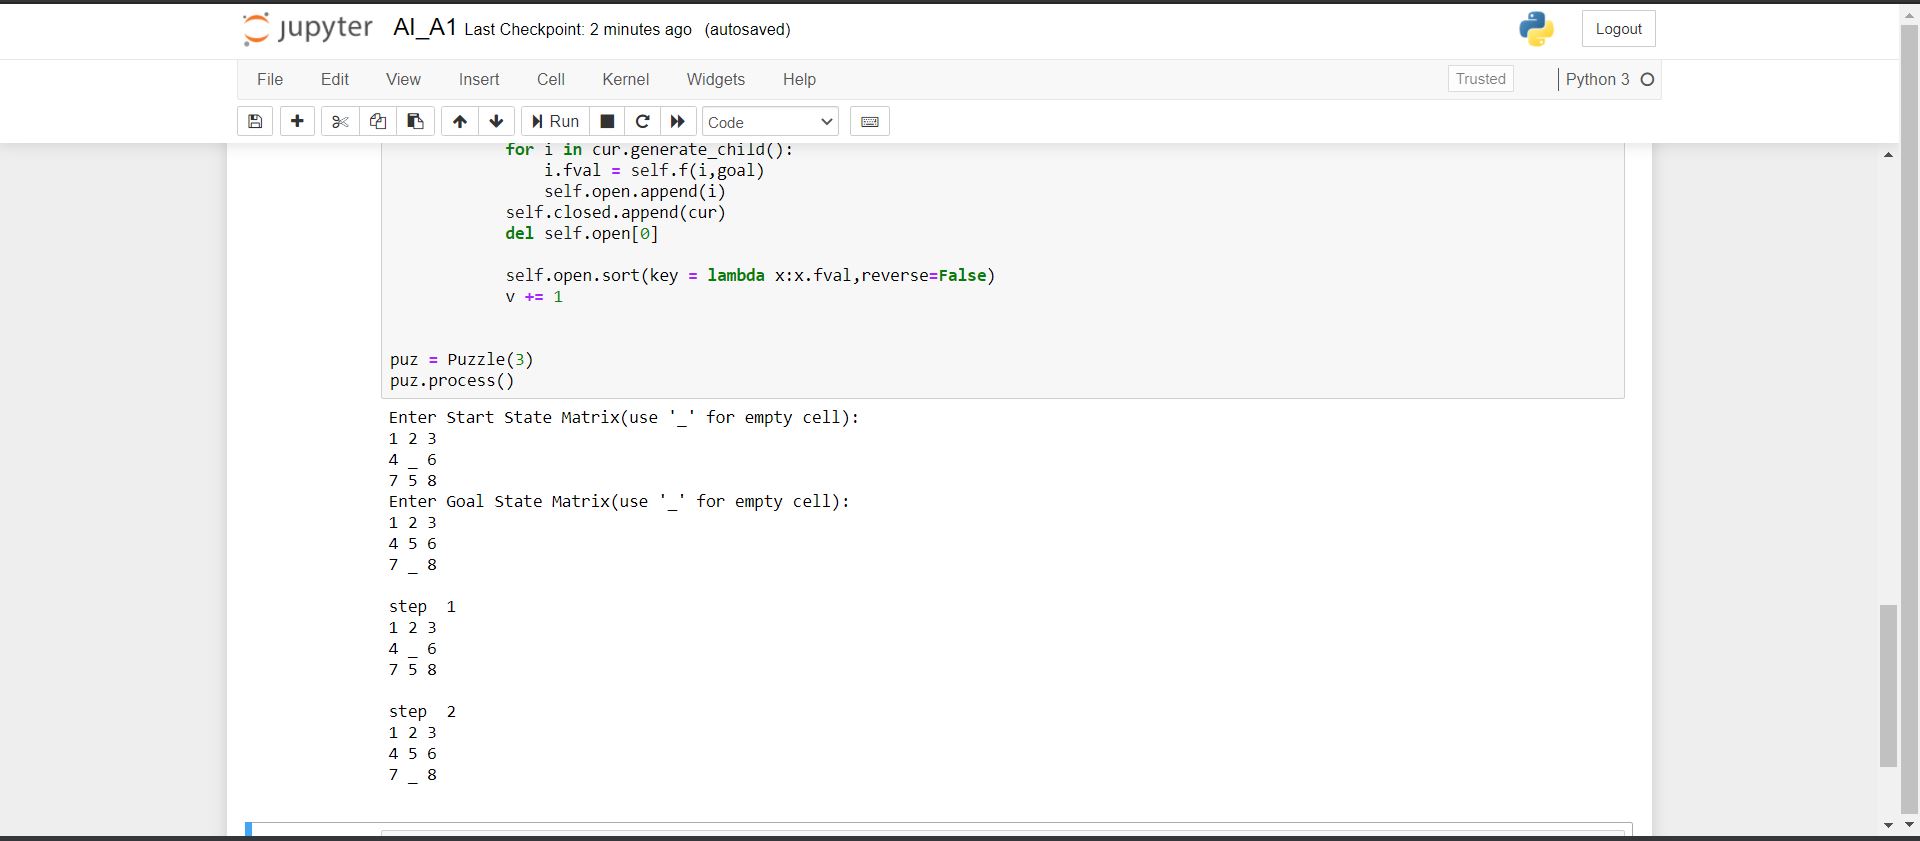 jupyter AI_A1 Last Checkpoint: 2 minutes ago (autosaved) Logout
File Edit View Insert Cell Kernel Widgets Help Trusted Python 3
Run Code
for i in cur.generate_child():
i.fval = self.f(i,goal)
self.open.append(i)
self.closed.append(cur)
del self.open[0]
self.open.sort(key = lambda x:x.fval,reverse=False)
v += 1
puz = Puzzle(3)
puz.process()
Enter Start State Matrix(use '_' for empty cell):
1 2 3
4 _ 6
7 5 8
Enter Goal State Matrix(use '_' for empty cell):
1 2 3
4 5 6
7 _ 8
step  1
1 2 3
4 _ 6
7 5 8
step  2
1 2 3
4 5 6
7 _ 8